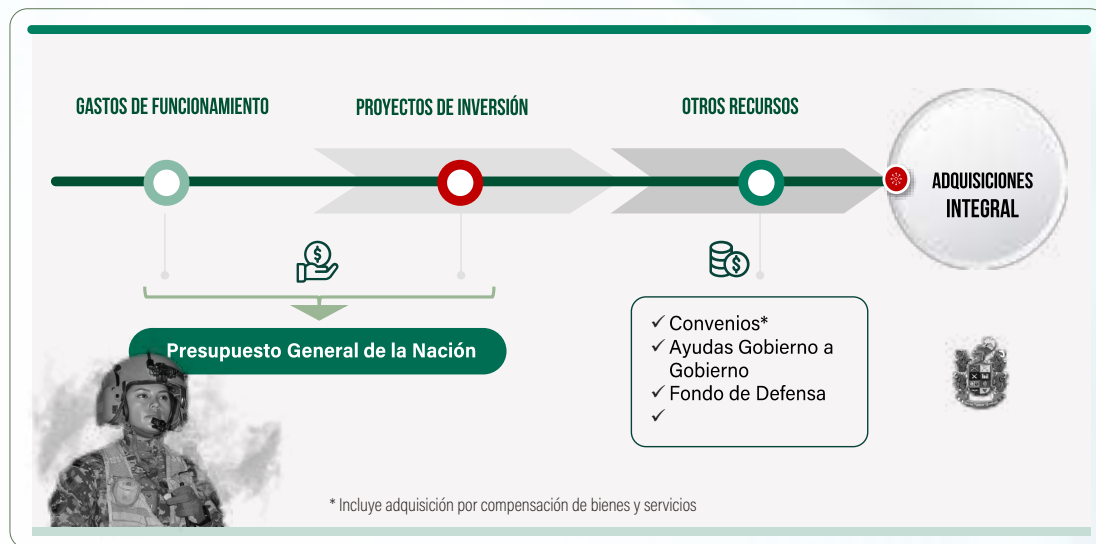 GASTOS DE FUNCIONAMIENTO
PROYECTOS DE INVERSIÓN
OTROS RECURSOS
ADQUISICIONES
INTEGRAL
Presupuesto General de la Nación
✓ Convenios*
✓ Ayudas Gobierno a
Gobierno
✓ Fondo de Defensa
✓
* Incluye adquisición por compensación de bienes y servicios